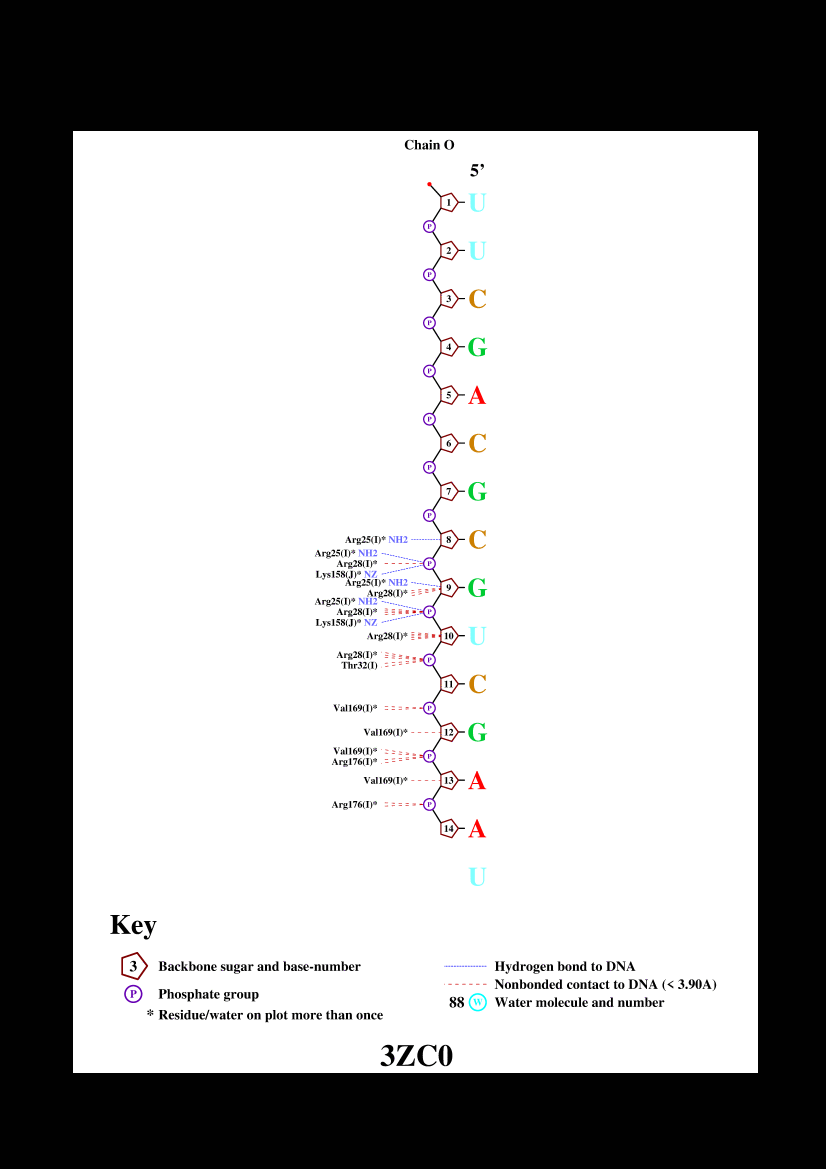 Chain O
5’
1 U
P
2 U
P
3 C
P
4 G
P
5 A
P
6 C
P
7 G
P
Arg25(I)* NH2 8 C
Arg25(I)* NH2
Arg28(I)* P
Lys158(J)* NZ
Arg25(I)* NH2 9 G
Arg28(I)*
Arg25(I)* NH2
Arg28(I)* P
Lys158(J)* NZ
Arg28(I)* 10 U
Arg28(I)* P
Thr32(I)
11 C
Val169(I)* P
Val169(I)* 12 G
Val169(I)* P
Arg176(I)*
Val169(I)* 13 A
Arg176(I)* P
14 A
U
Key
3 Backbone sugar and base-number
P Phosphate group
* Residue/water on plot more than once
Hydrogen bond to DNA
Nonbonded contact to DNA (< 3.90A)
88 W Water molecule and number
3ZC0